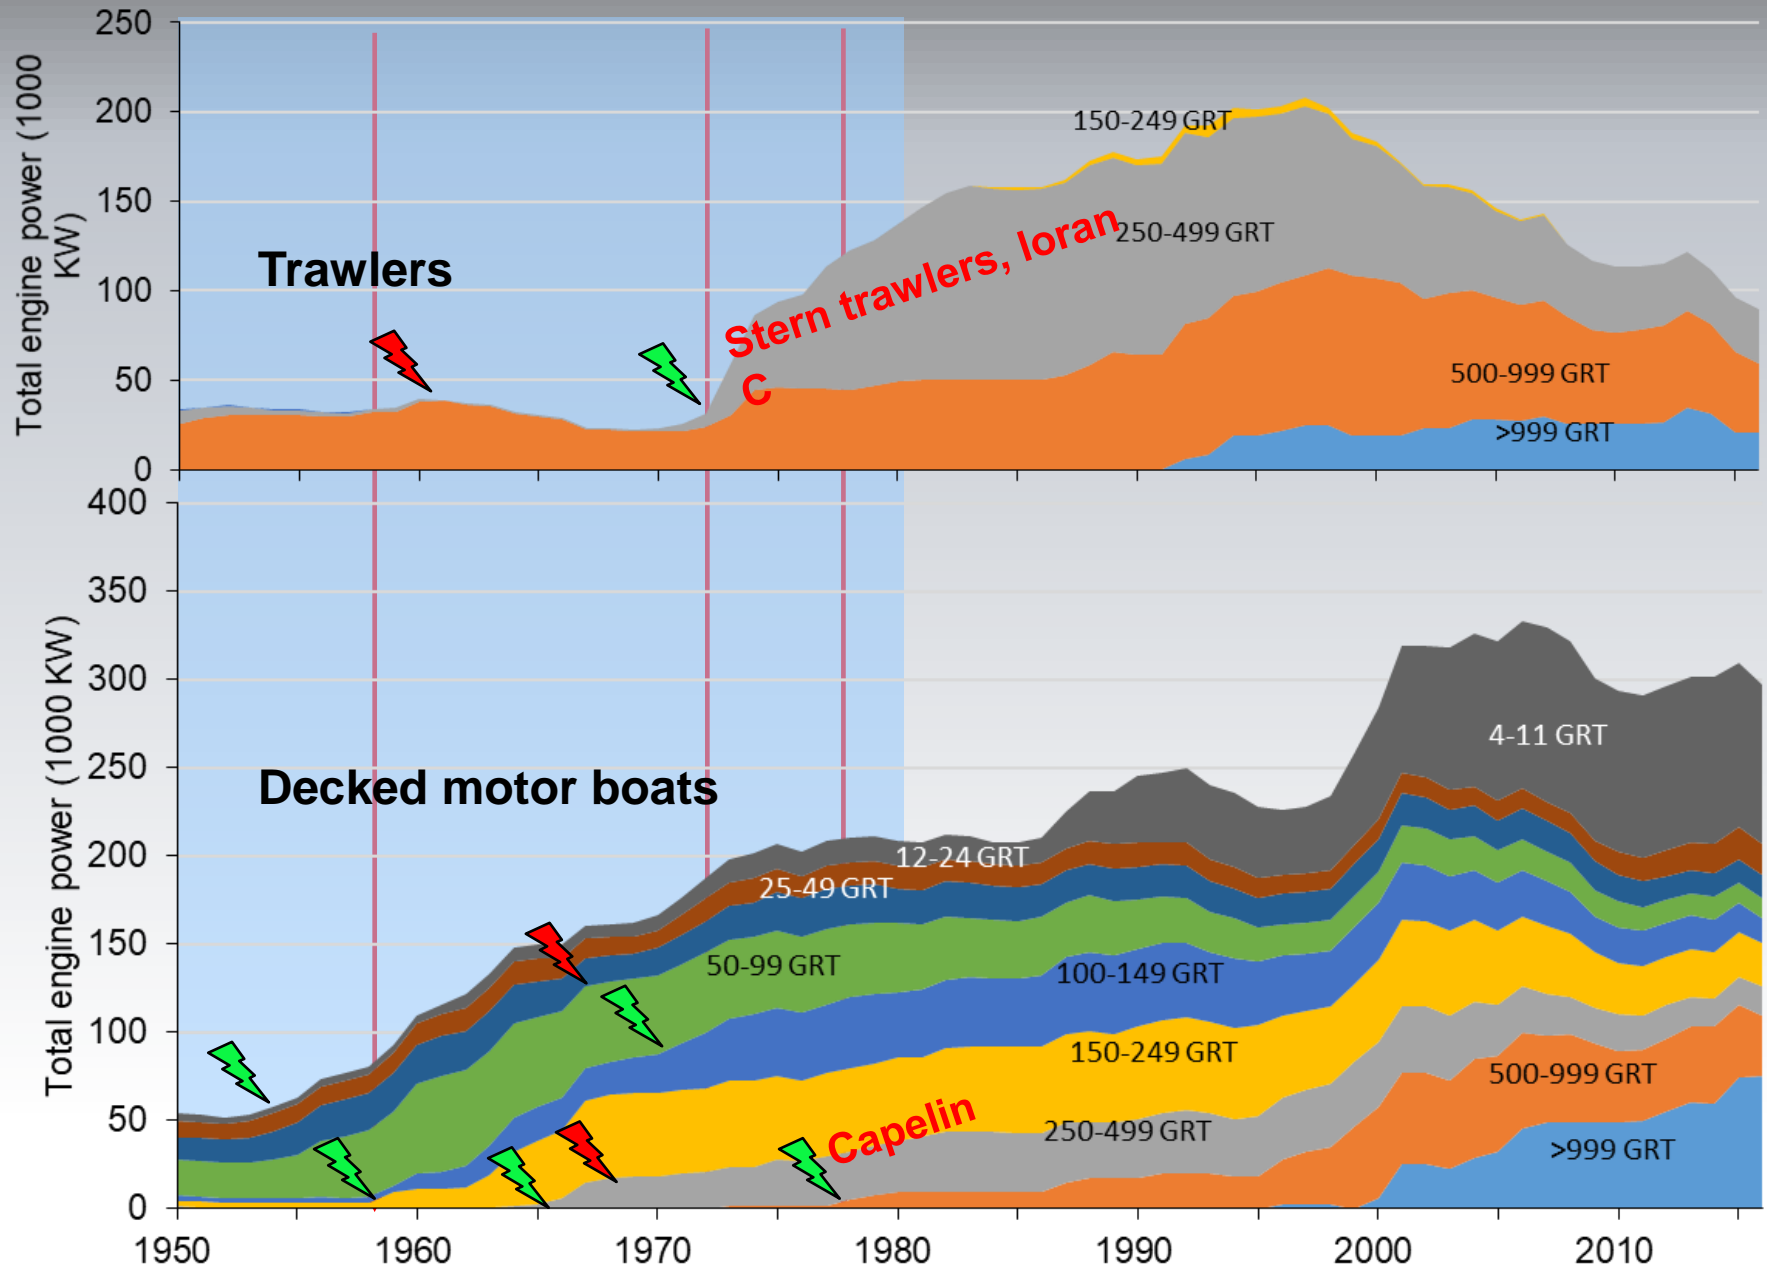 Total engine power (1000
KW)
250
200
150
100
50
0
Trawlers
150-249 GRT
250-499 GRT
Stern trawlers, loran
C
500-999 GRT
>999 GRT
Total engine power (1000 KW)
400
350
300
250
200
150
100
50
0
Decked motor boats
4-11 GRT
12-24 GRT
25-49 GRT
50-99 GRT
100-149 GRT
150-249 GRT
500-999 GRT
Capelin
250-499 GRT
>999 GRT
1950
1960
1970
1980
1990
2000
2010